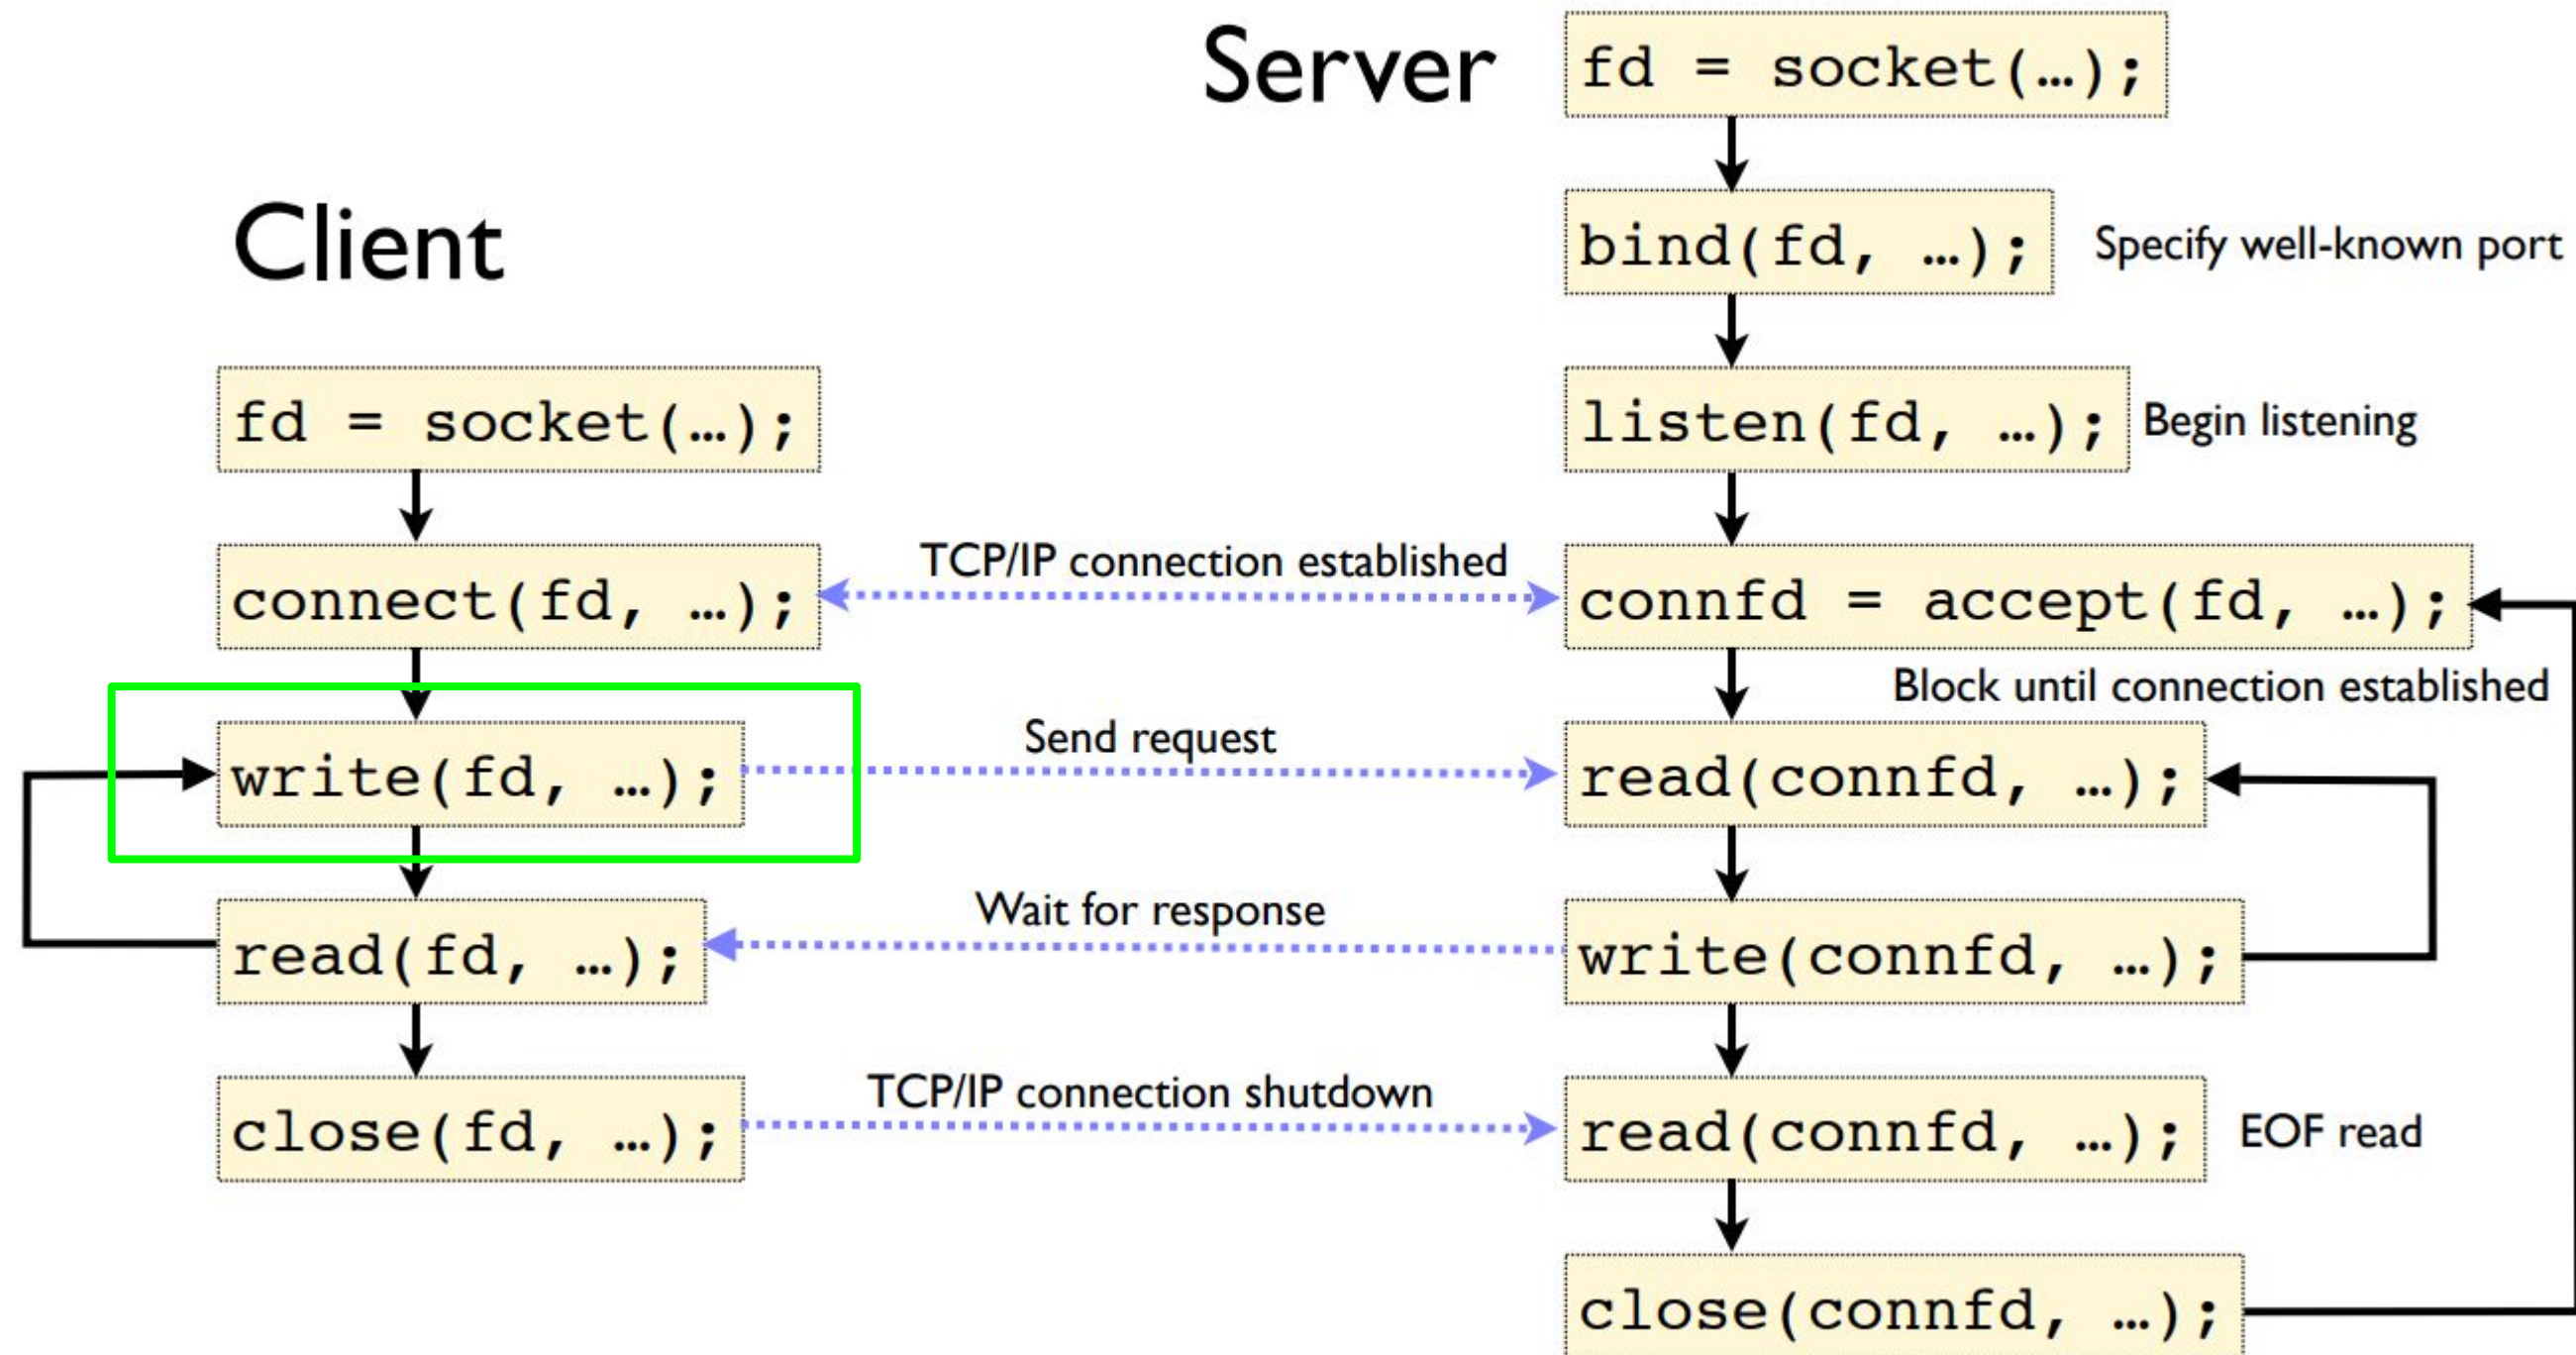 Server
fd = socket(…);
Client
bind(fd, …);
Specify well-known port
fd = socket(…);
listen(fd, …);
Begin listening
connect(fd, …);
TCP/IP connection established
connfd = accept(fd, …);
Block until connection established
write(fd, …);
Send request
read(connfd, …);
read(fd, …);
Wait for response
write(connfd, …);
close(fd, …);
TCP/IP connection shutdown
read(connfd, …);
EOF read
close(connfd, …);